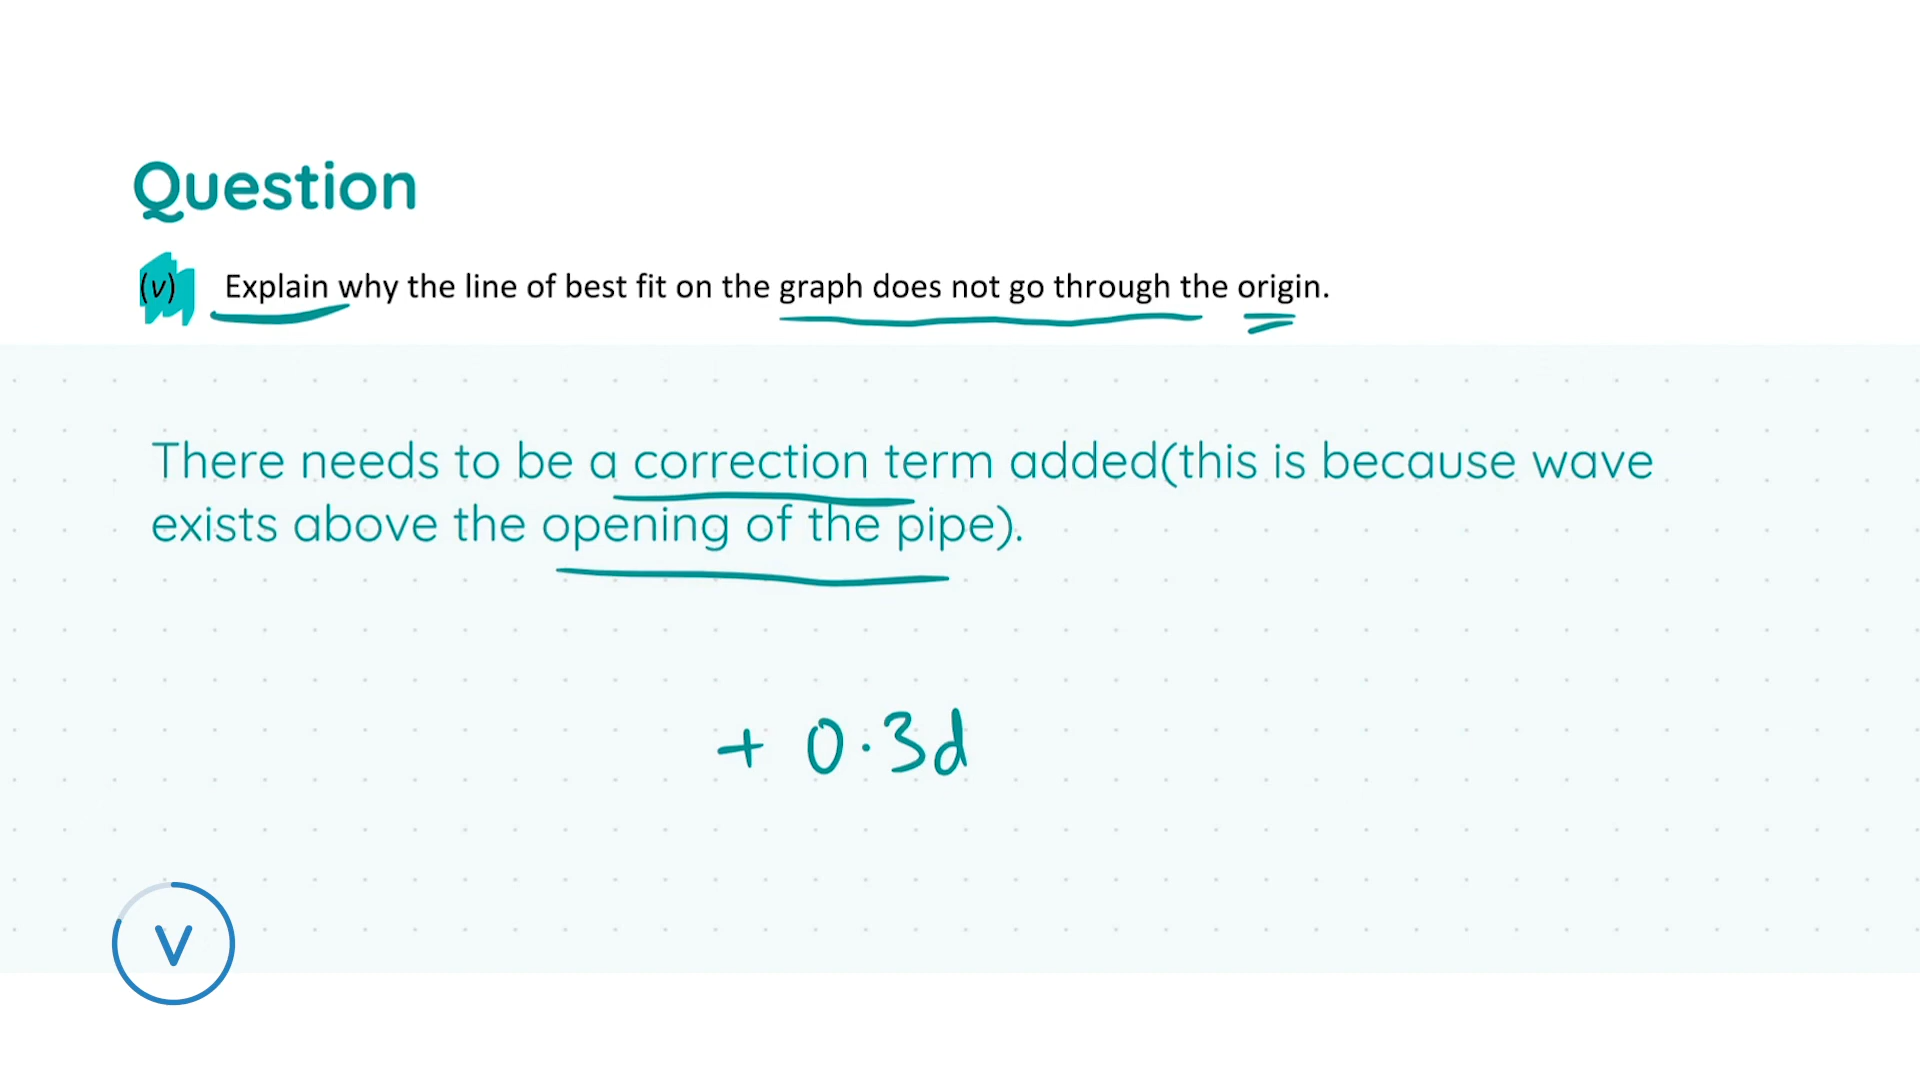 Question
(v) Explain why the line of best fit on the graph does not go through the origin.
There needs to be a correction term added(this is because wave
exists above the opening of the pipe).
+ 0.3d
V